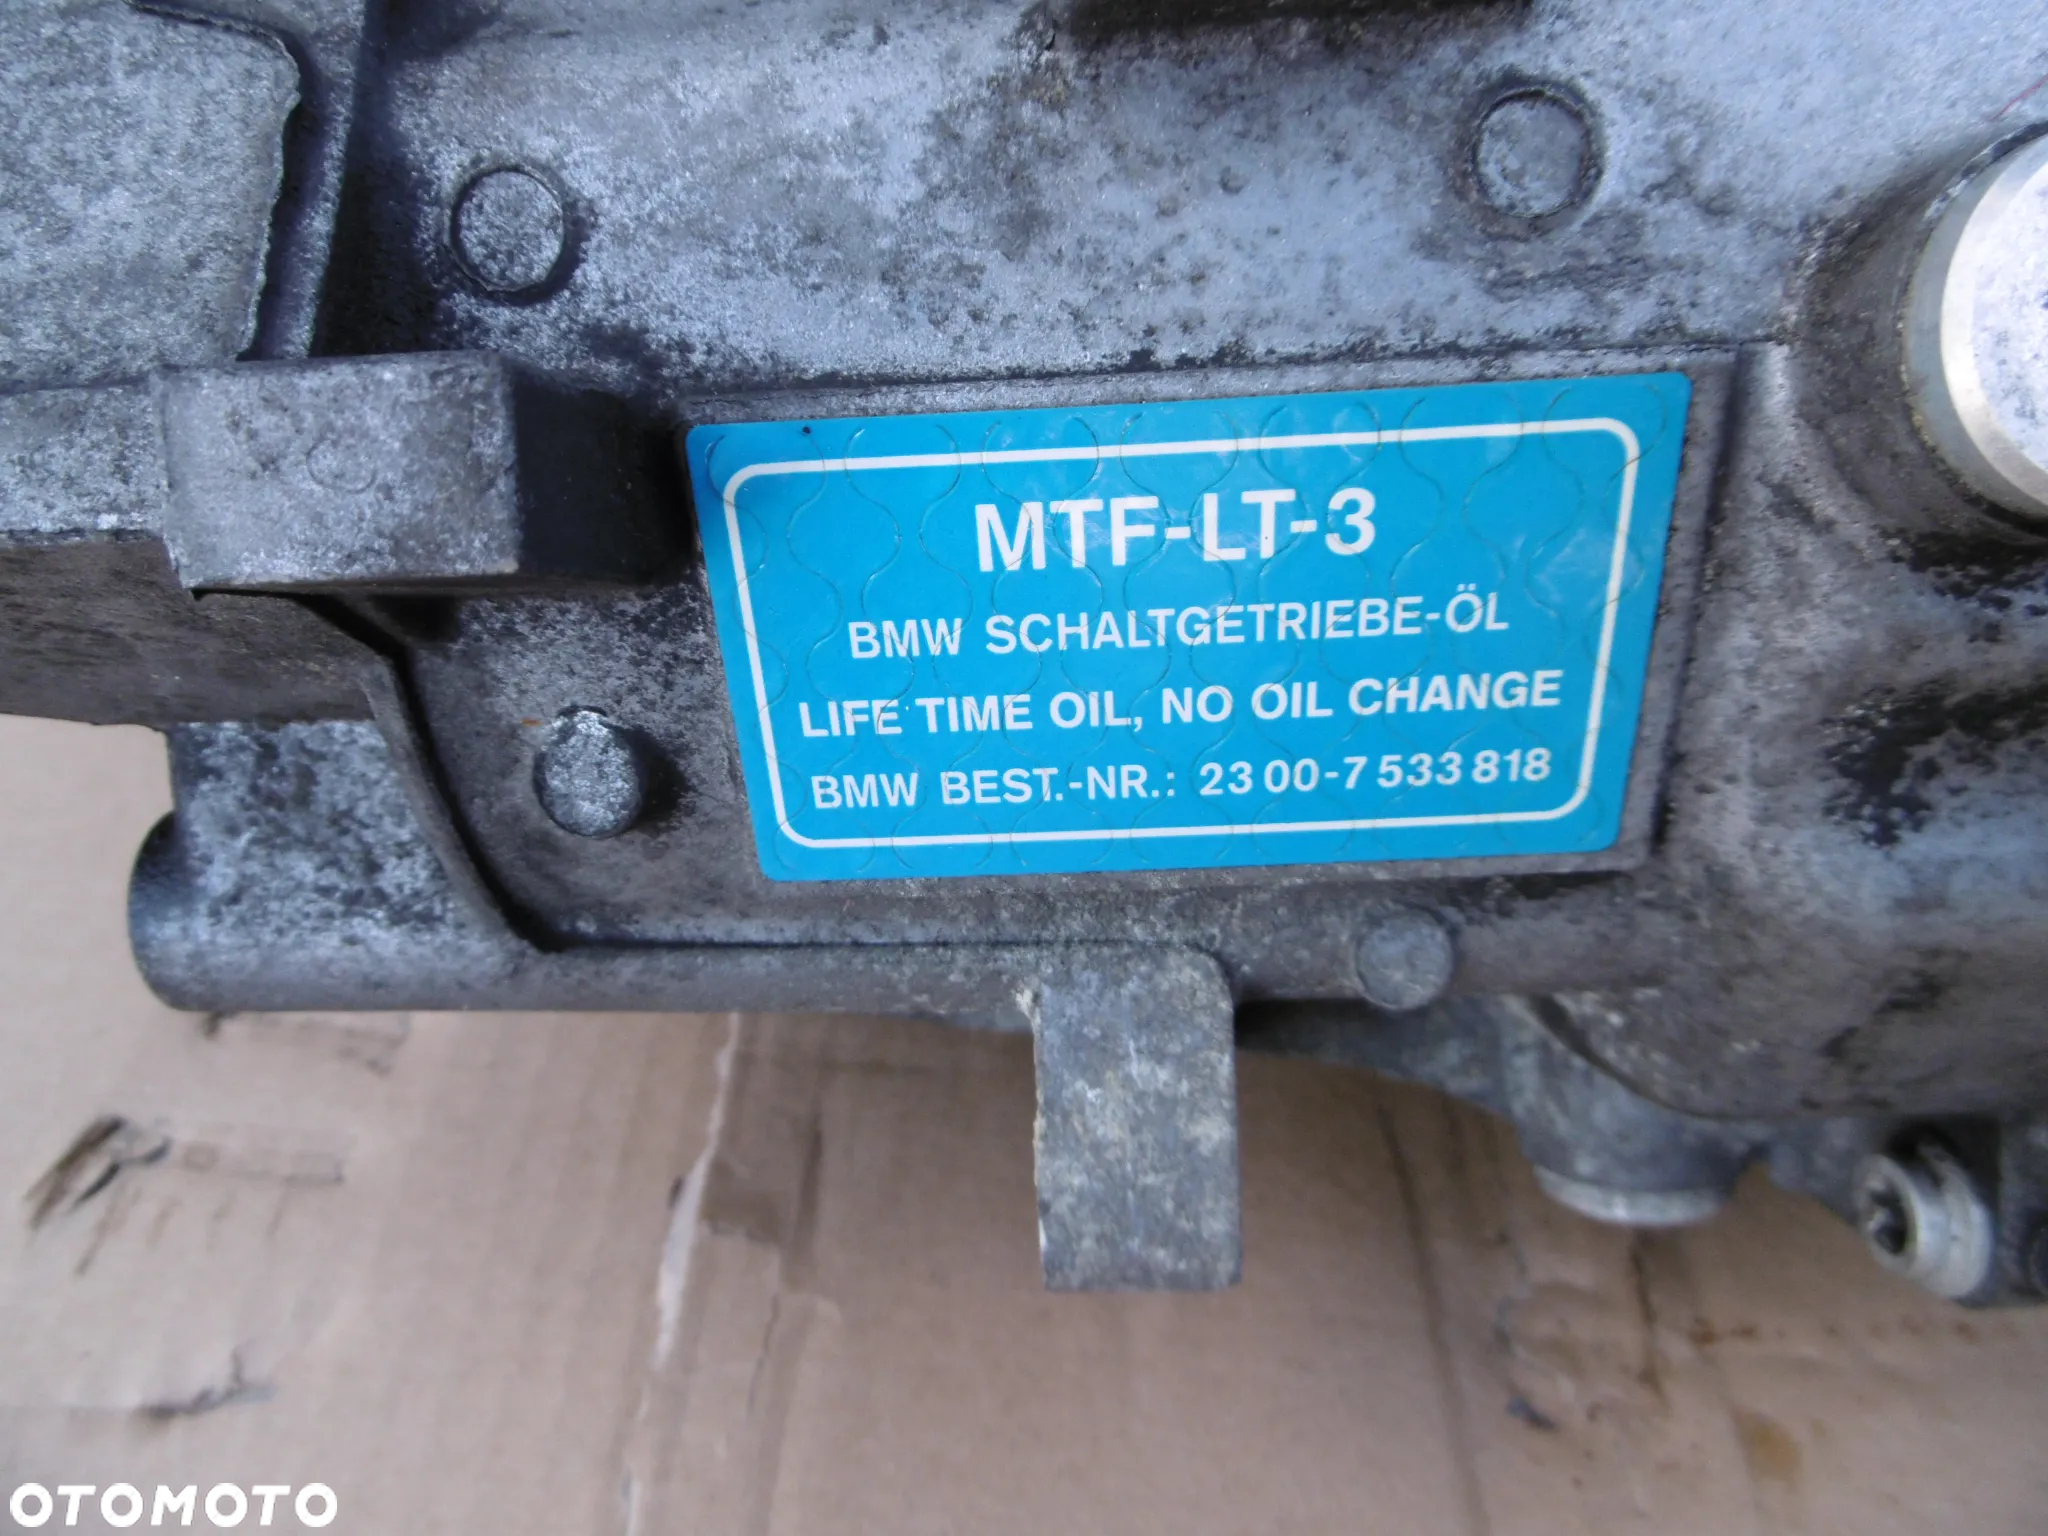 MTF-LT-3
BMW SCHALTGETRIEBE-ÖL
LIFE TIME OIL, NO OIL CHANGE
BMW BEST.-NR.: 23 00-7 533 818
OTOMOTO